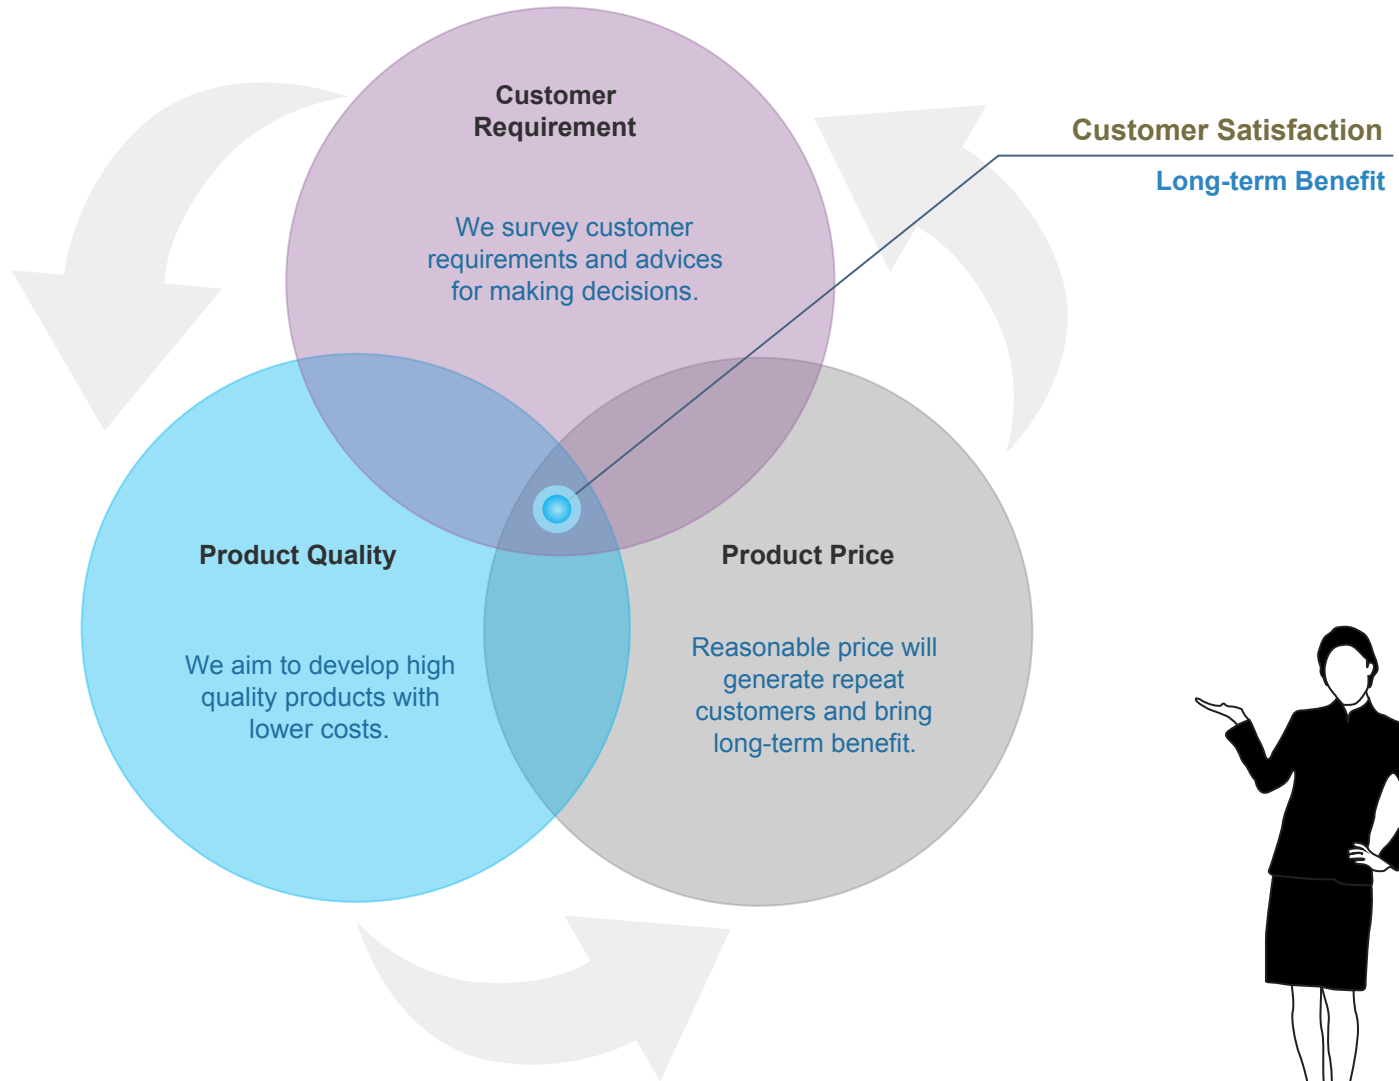 Customer
Requirement
We survey customer
requirements and advices
for making decisions.
Customer Satisfaction
Long-term Benefit
Product Quality
We aim to develop high
quality products with
lower costs.
Product Price
Reasonable price will
generate repeat
customers and bring
long-term benefit.